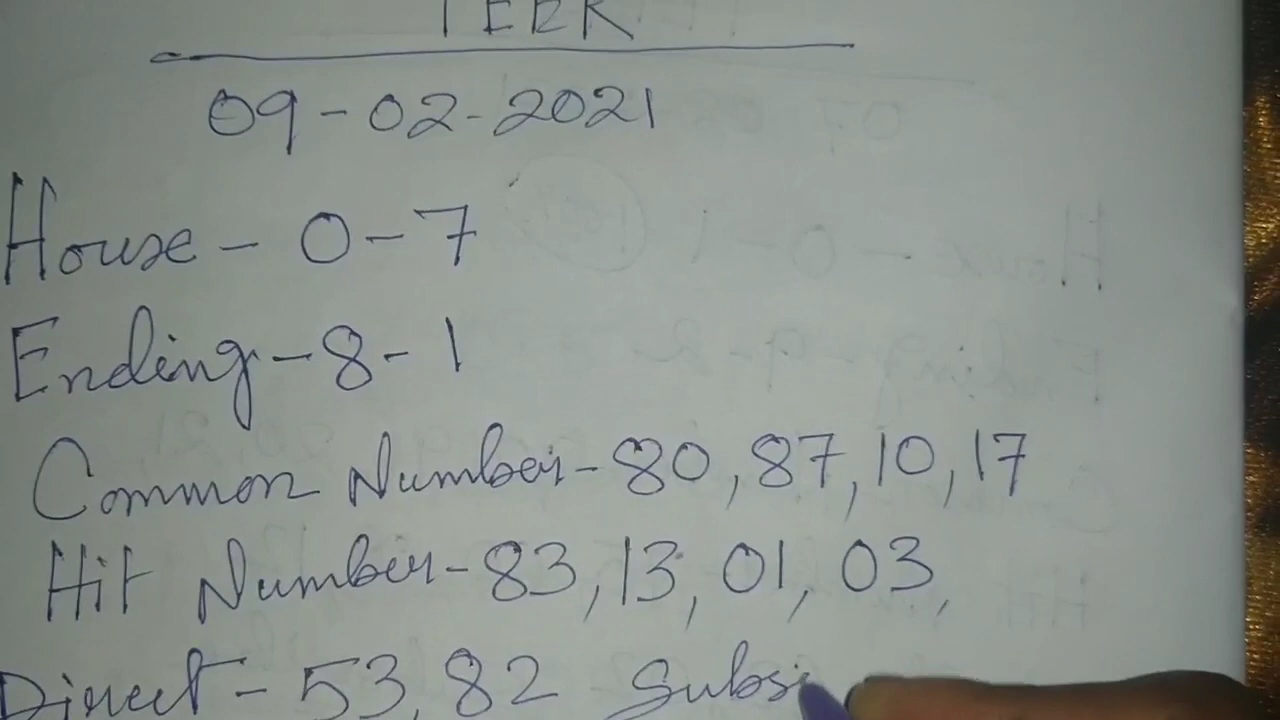 TEER
09-02-2021
House - 0-7
Ending - 8-1
Common Number - 80, 87, 10, 17
Hit Number - 83, 13, 01, 03,
Direct - 53, 82 Subs